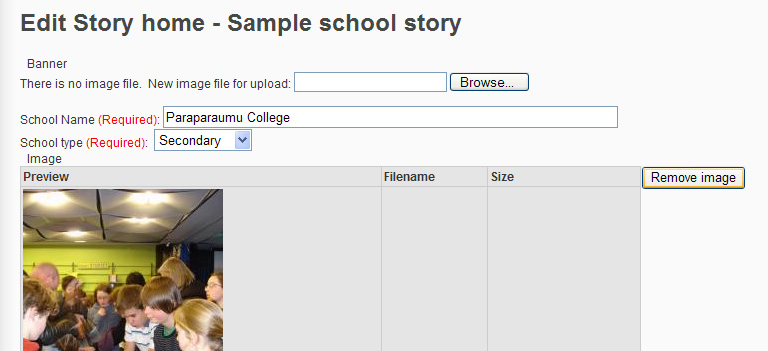 Edit Story home - Sample school story
Banner
There is no image file. New image file for upload: Browse...
School Name (Required): Paraparaumu College
School type (Required): Secondary
Image
Preview Filename Size Remove image